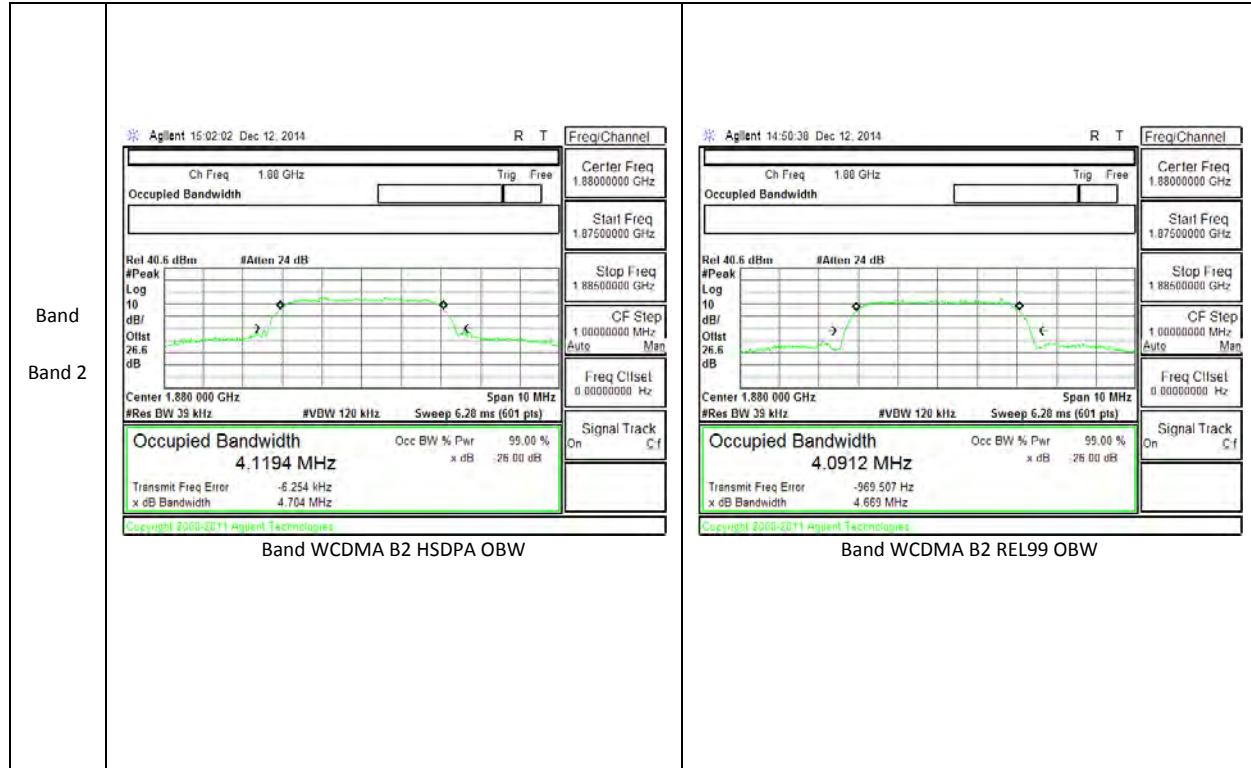 Band
Band 2
Agilent 15:02:02 Dec 12, 2014 R T
Ch Freq 1.88 GHz Trig Free
Occupied Bandwidth
Ref 40.6 dBm #Atten 24 dB
#Peak
Log
10
dB/
Offst
26.6
dB
Center 1.880 000 GHz Span 10 MHz
#Res BW 39 kHz #VBW 120 kHz Sweep 6.28 ms (601 pts)
Occupied Bandwidth Occ BW % Pwr 99.00 %
4.1194 MHz x dB -26.00 dB
Transmit Freq Error -6.254 kHz
x dB Bandwidth 4.704 MHz
Copyright 2000-2011 Agilent Technologies
Freq/Channel
Center Freq
1.88000000 GHz
Start Freq
1.87500000 GHz
Stop Freq
1.88500000 GHz
CF Step
1.00000000 MHz
Auto Man
Freq Offset
0.00000000 Hz
Signal Track
On Off
Band WCDMA B2 HSDPA OBW
Agilent 14:50:38 Dec 12, 2014 R T
Ch Freq 1.88 GHz Trig Free
Occupied Bandwidth
Ref 40.6 dBm #Atten 24 dB
#Peak
Log
10
dB/
Offst
26.6
dB
Center 1.880 000 GHz Span 10 MHz
#Res BW 39 kHz #VBW 120 kHz Sweep 6.28 ms (601 pts)
Occupied Bandwidth Occ BW % Pwr 99.00 %
4.0912 MHz x dB -26.00 dB
Transmit Freq Error -969.507 Hz
x dB Bandwidth 4.669 MHz
Copyright 2000-2011 Agilent Technologies
Freq/Channel
Center Freq
1.88000000 GHz
Start Freq
1.87500000 GHz
Stop Freq
1.88500000 GHz
CF Step
1.00000000 MHz
Auto Man
Freq Offset
0.00000000 Hz
Signal Track
On Off
Band WCDMA B2 REL99 OBW